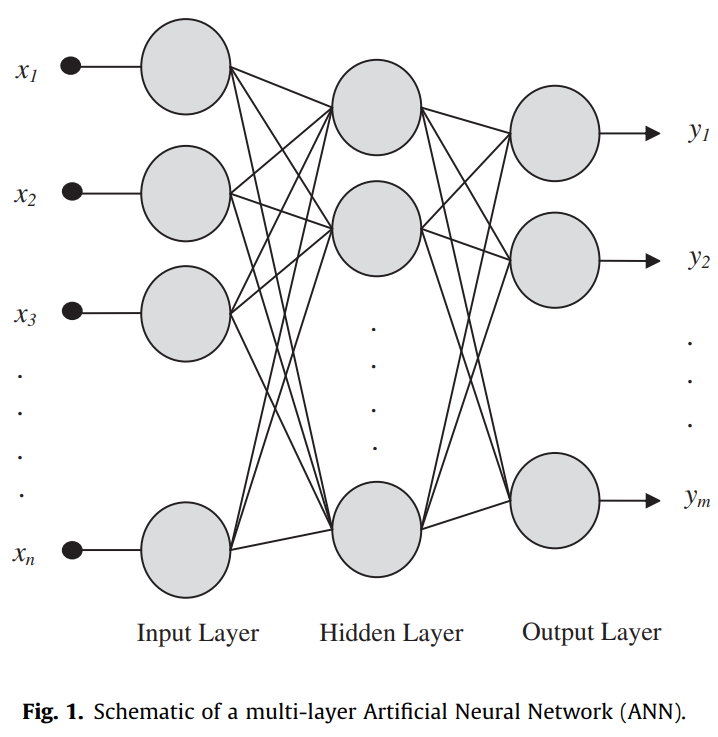 x1
y1
x2
y2
x3
xn
ym
Input Layer Hidden Layer Output Layer
Fig. 1. Schematic of a multi-layer Artificial Neural Network (ANN).